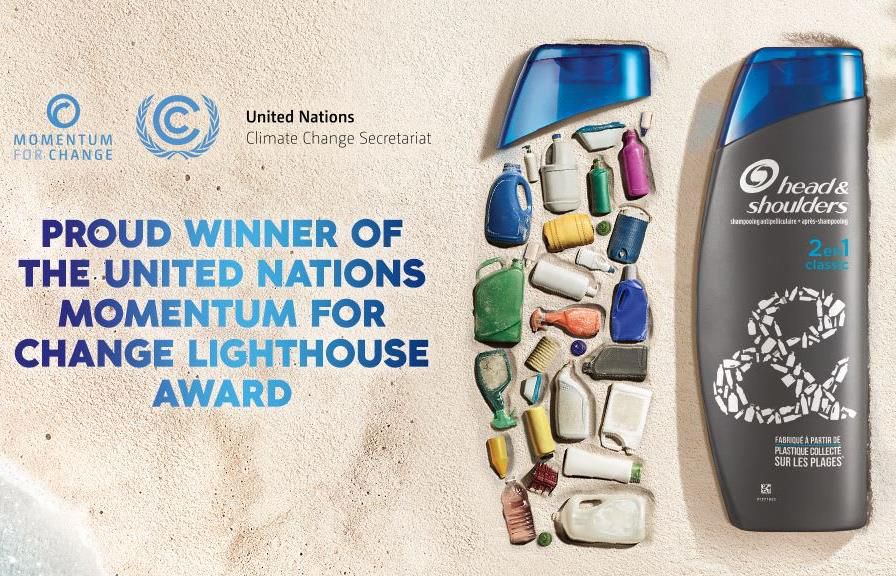 MOMENTUM
FOR CHANGE
United Nations
Climate Change Secretariat
PROUD WINNER OF
THE UNITED NATIONS
MOMENTUM FOR
CHANGE LIGHTHOUSE
AWARD
head &
shoulders
shampooing antipelliculaire + après-shampooing
2en1
classic
&
FABRIQUÉ À PARTIR DE
PLASTIQUE COLLECTÉ
SUR LES PLAGES*